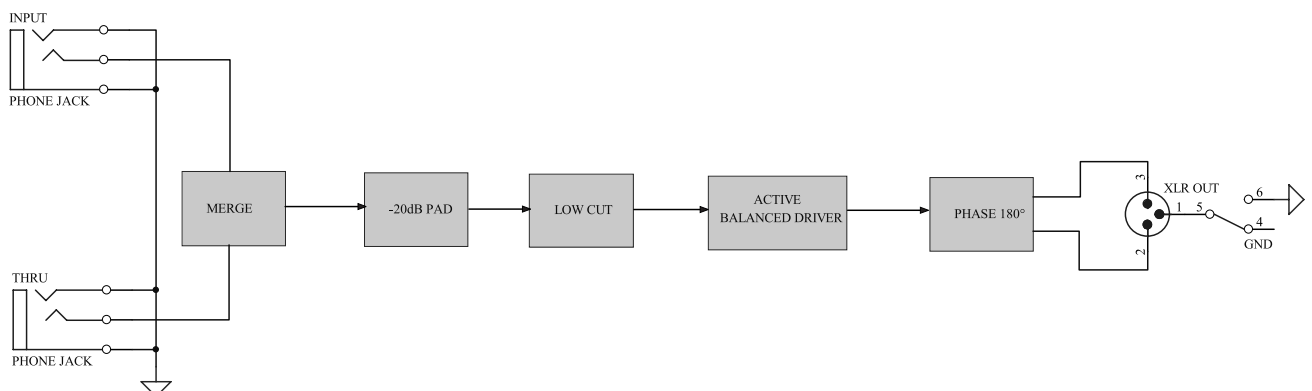 INPUT
PHONE JACK
THRU
PHONE JACK
MERGE
-20dB PAD
LOW CUT
ACTIVE
BALANCED DRIVER
PHASE 180°
3
2
XLR OUT
1
5
6
4
GND